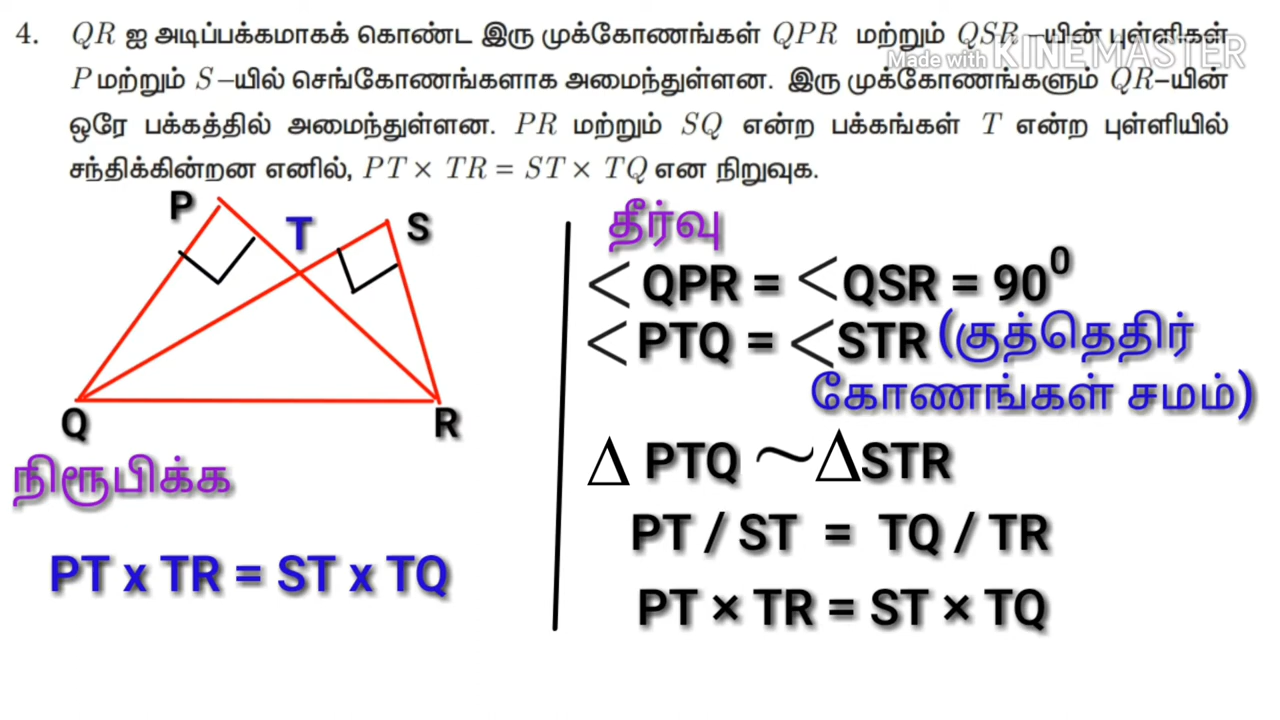 4. QR ஐ அடிப்பக்கமாகக் கொண்ட இரு முக்கோணங்கள் QPR மற்றும் QSR –யின் புள்ளிகள்
Made with KINEMASTER
P மற்றும் S –யில் செங்கோணங்களாக அமைந்துள்ளன. இரு முக்கோணங்களும் QR–யின்
ஒரே பக்கத்தில் அமைந்துள்ளன. PR மற்றும் SQ என்ற பக்கங்கள் T என்ற புள்ளியில்
சந்திக்கின்றன எனில், PT × TR = ST × TQ என நிறுவுக.
P
T
S
Q
R
நிரூபிக்க
PT x TR = ST x TQ
தீர்வு
< QPR = < QSR = 90⁰
< PTQ = < STR (குத்தெதிர்
கோணங்கள் சமம்)
Δ PTQ ~ Δ STR
PT / ST = TQ / TR
PT × TR = ST × TQ